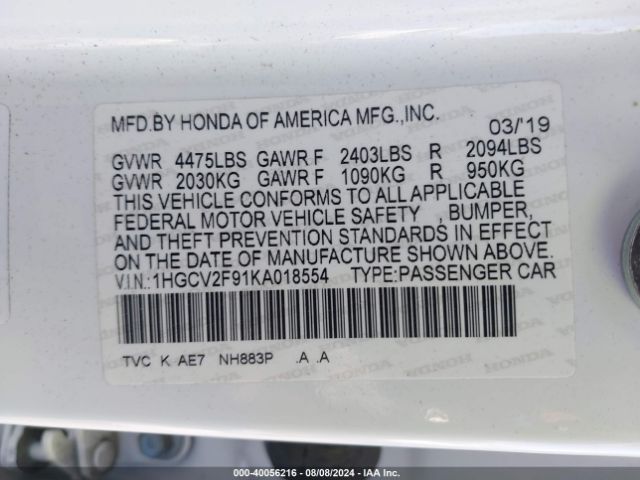 MFD.BY HONDA OF AMERICA MFG.,INC. 03/'19
GVWR 4475LBS GAWR F 2403LBS R 2094LBS
GVWR 2030KG GAWR F 1090KG R 950KG
THIS VEHICLE CONFORMS TO ALL APPLICABLE
FEDERAL MOTOR VEHICLE SAFETY , BUMPER,
AND THEFT PREVENTION STANDARDS IN EFFECT
ON THE DATE OF MANUFACTURE SHOWN ABOVE.
V.I.N.:1HGCV2F91KA018554 TYPE:PASSENGER CAR
TVC K AE7 NH883P .A .A
000-40056216 - 08/08/2024 - IAA, Inc.